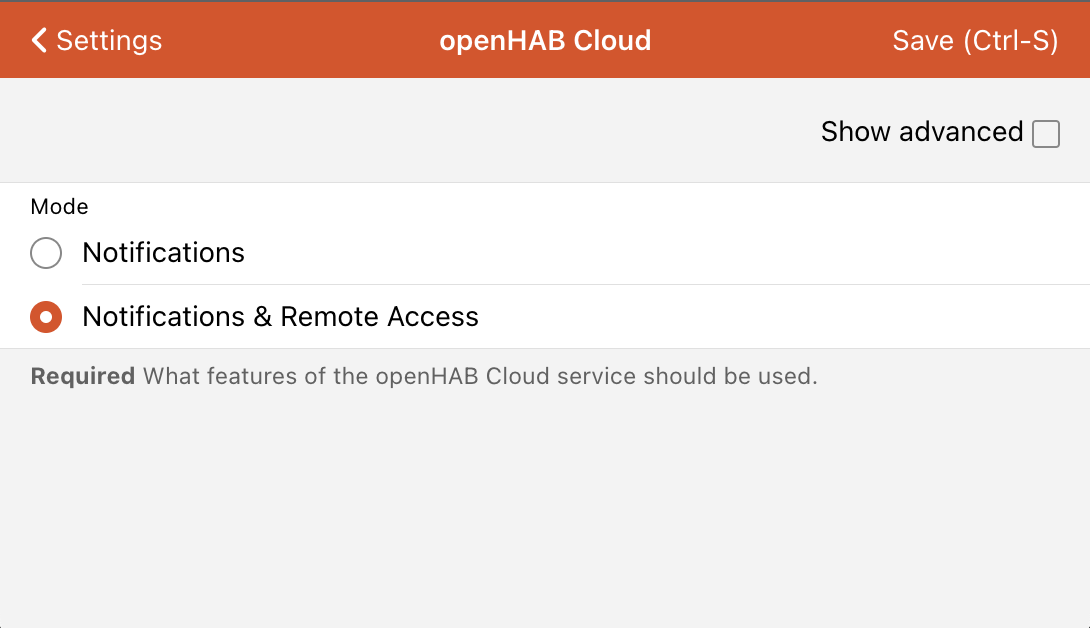 Settings
openHAB Cloud
Save (Ctrl-S)
Show advanced
Mode
Notifications
Notifications & Remote Access
Required What features of the openHAB Cloud service should be used.